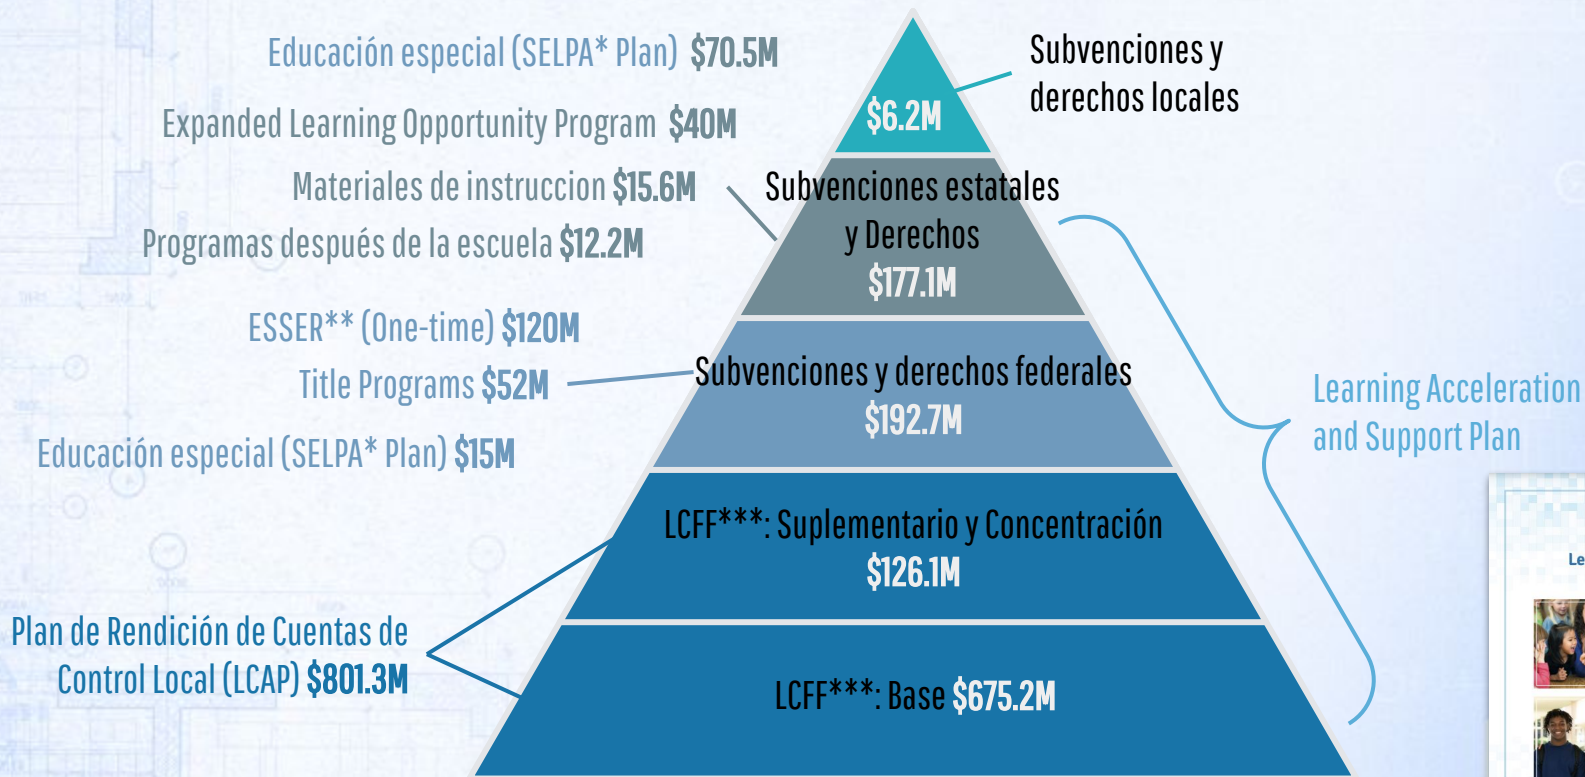 Educación especial (SELPA* Plan) $70.5M
Expanded Learning Opportunity Program $40M
Materiales de instruccion $15.6M
Programas después de la escuela $12.2M
ESSER** (One-time) $120M
Title Programs $52M
Educación especial (SELPA* Plan) $15M
Plan de Rendición de Cuentas de
Control Local (LCAP) $801.3M
$6.2M
Subvenciones y
derechos locales
Subvenciones estatales
y Derechos
$177.1M
Subvenciones y derechos federales
$192.7M
LCFF***: Suplementario y Concentración
$126.1M
LCFF***: Base $675.2M
Learning Acceleration
and Support Plan